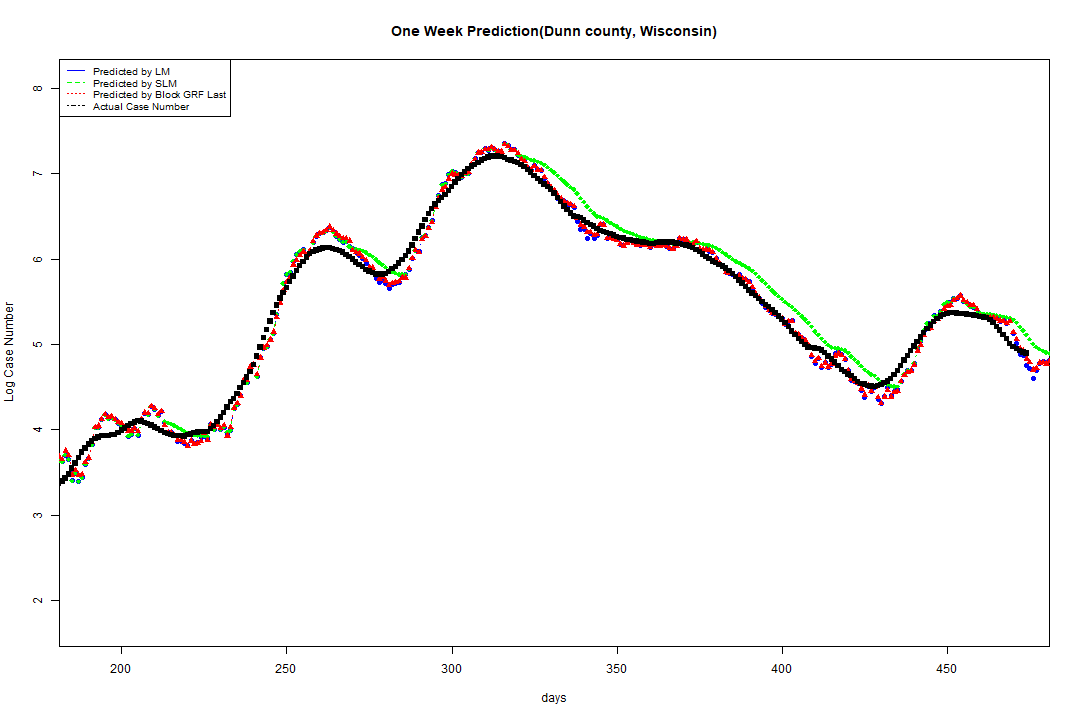 One Week Prediction(Dunn county, Wisconsin)
Predicted by LM
Predicted by SLM
Predicted by Block GRF Last
Actual Case Number
8
7
6
5
4
3
2
Log Case Number
200 250 300 350 400 450
days